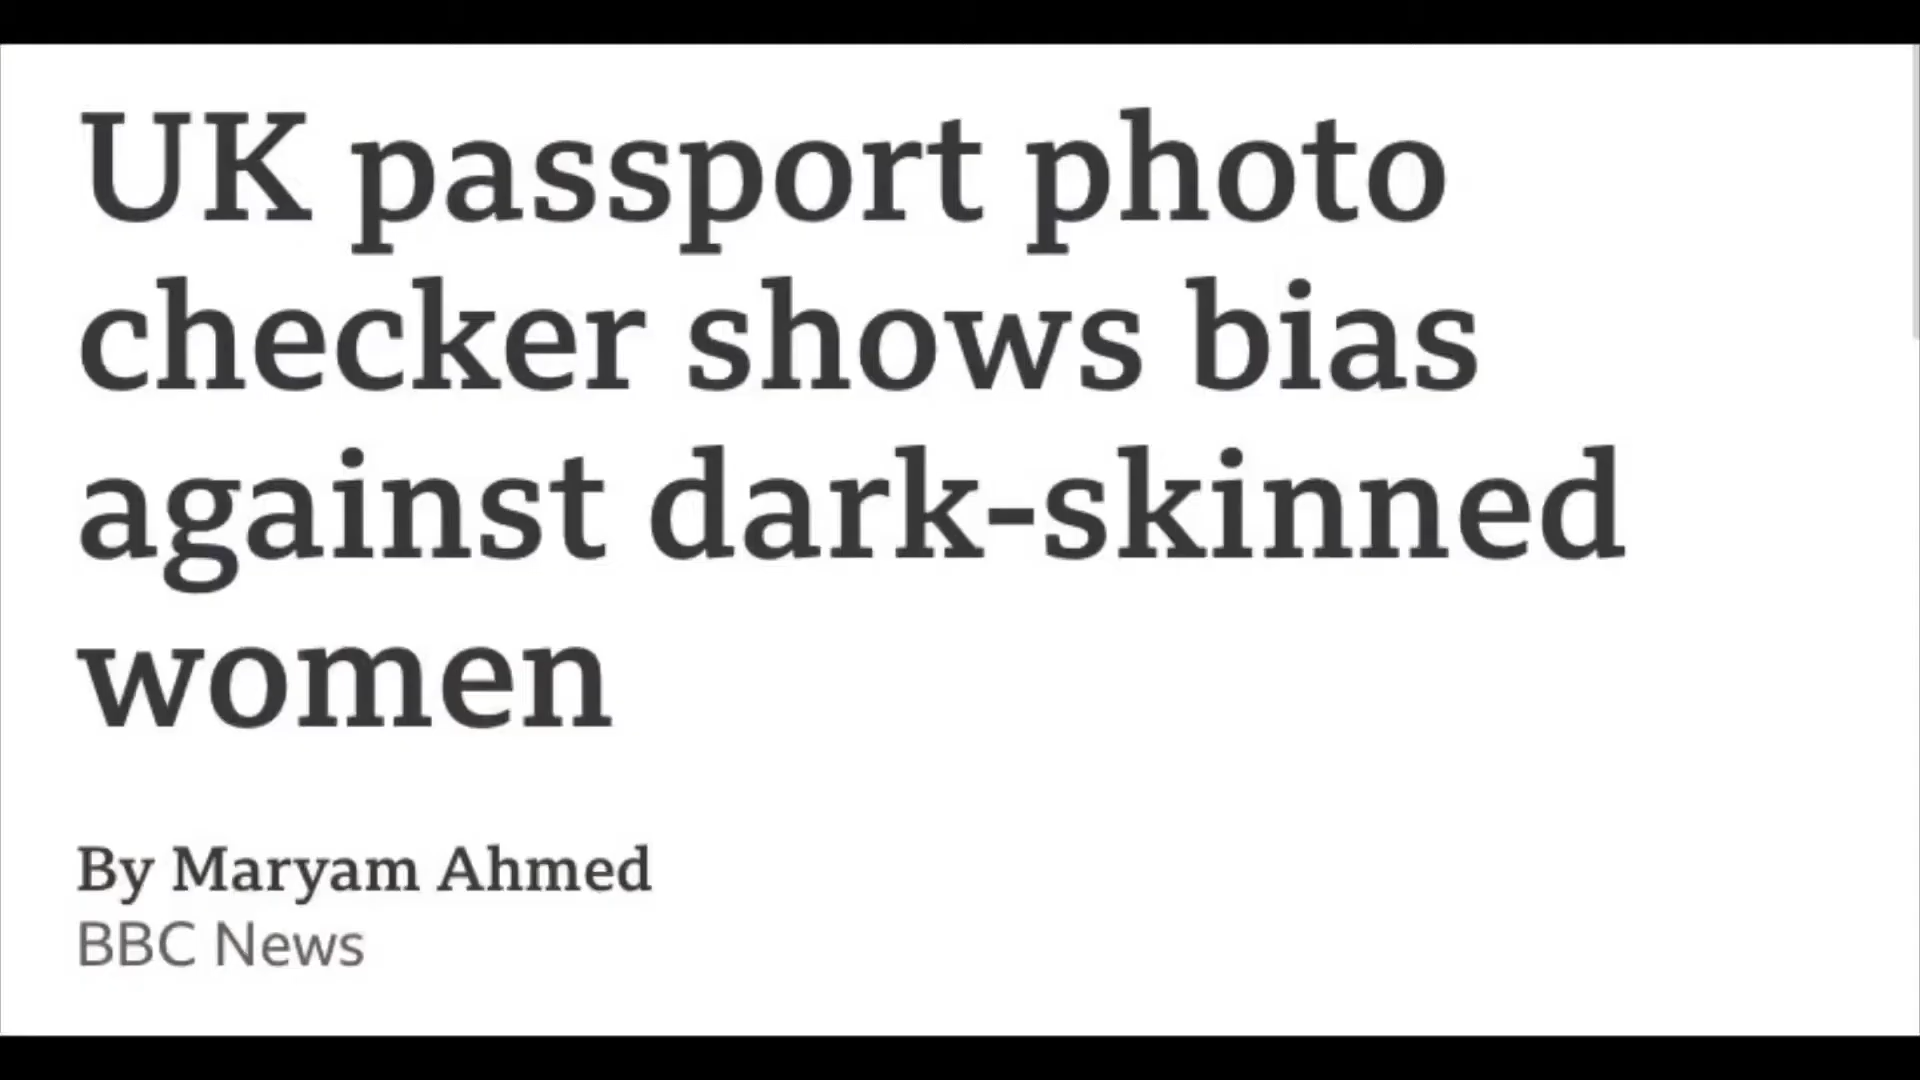 UK passport photo
checker shows bias
against dark-skinned
women
By Maryam Ahmed
BBC News